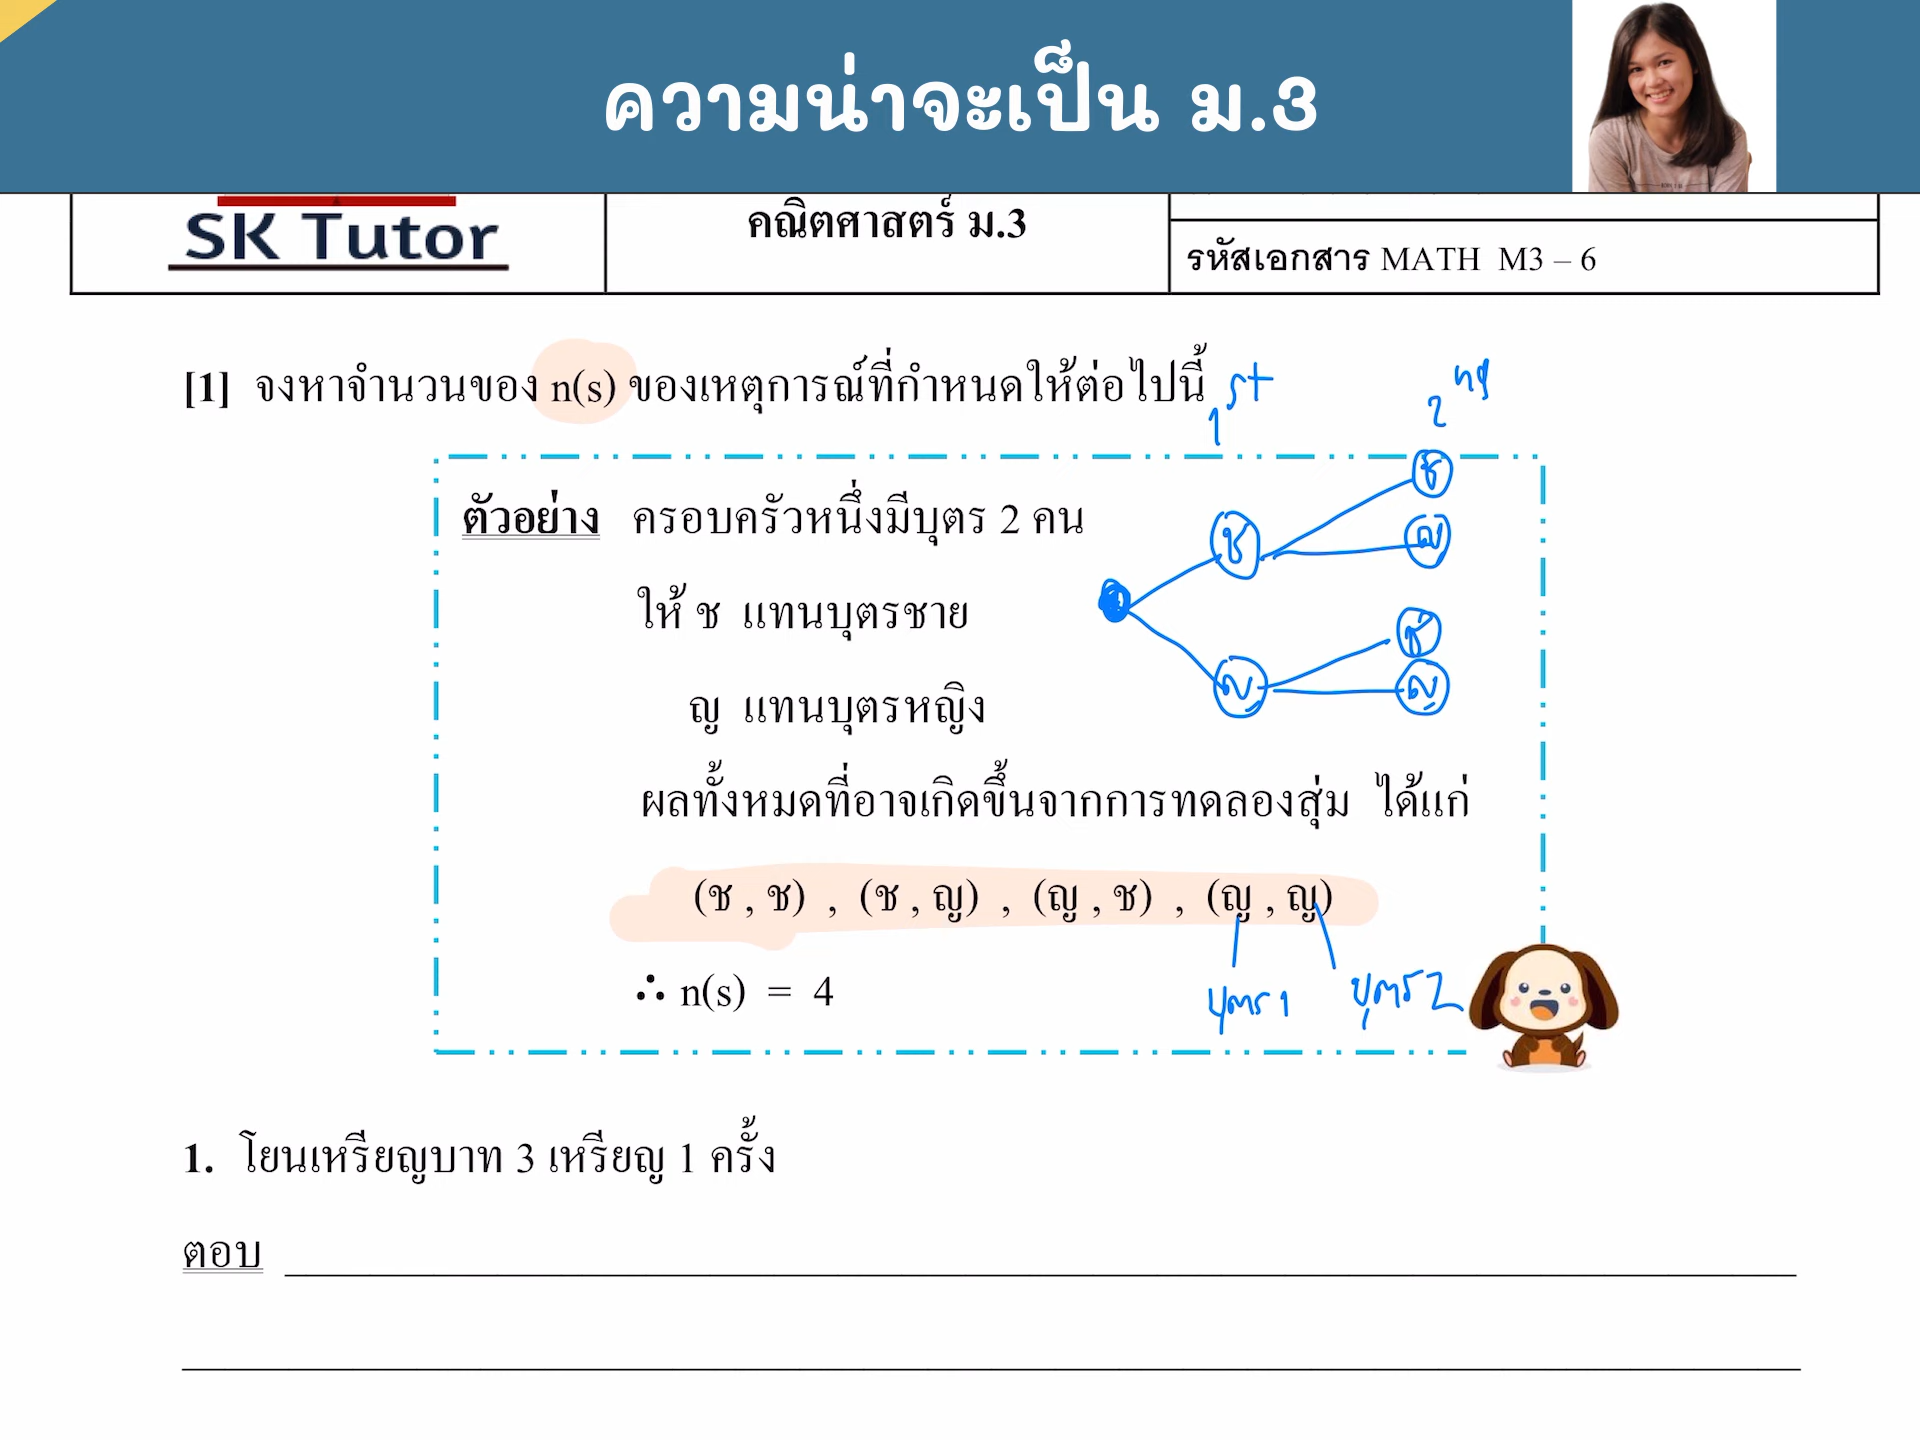 ความน่าจะเป็น ม.3
SK Tutor
คณิตศาสตร์ ม.3
รหัสเอกสาร MATH M3 – 6
[1] จงหาจำนวนของ n(s) ของเหตุการณ์ที่กำหนดให้ต่อไปนี้
1st
2nd
ตัวอย่าง ครอบครัวหนึ่งมีบุตร 2 คน
ให้ ช แทนบุตรชาย
ญ แทนบุตรหญิง
ช
ช
ญ
ญ
ช
ญ
ผลทั้งหมดที่อาจเกิดขึ้นจากการทดลองสุ่ม ได้แก่
(ช , ช) , (ช , ญ) , (ญ , ช) , (ญ , ญ)
∴ n(s) = 4
บุตร 1
บุตร 2
1. โยนเหรียญบาท 3 เหรียญ 1 ครั้ง
ตอบ